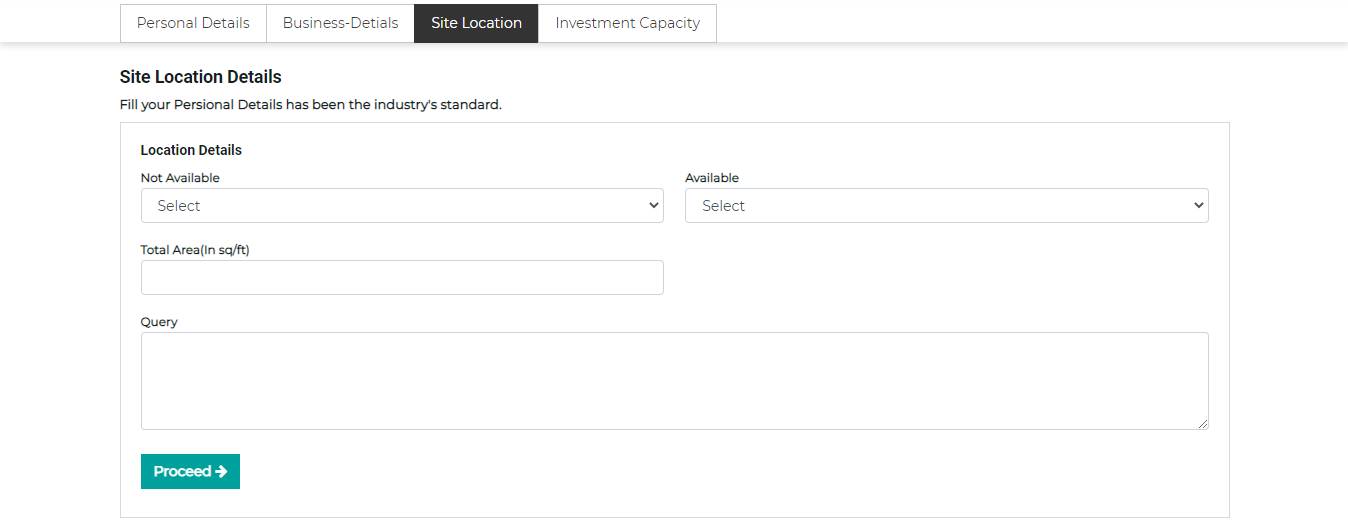 Personal Details Business-Detials Site Location Investment Capacity
Site Location Details
Fill your Persional Details has been the industry's standard.
Location Details
Not Available Available
Select Select
Total Area(In sq/ft)
Query
Proceed